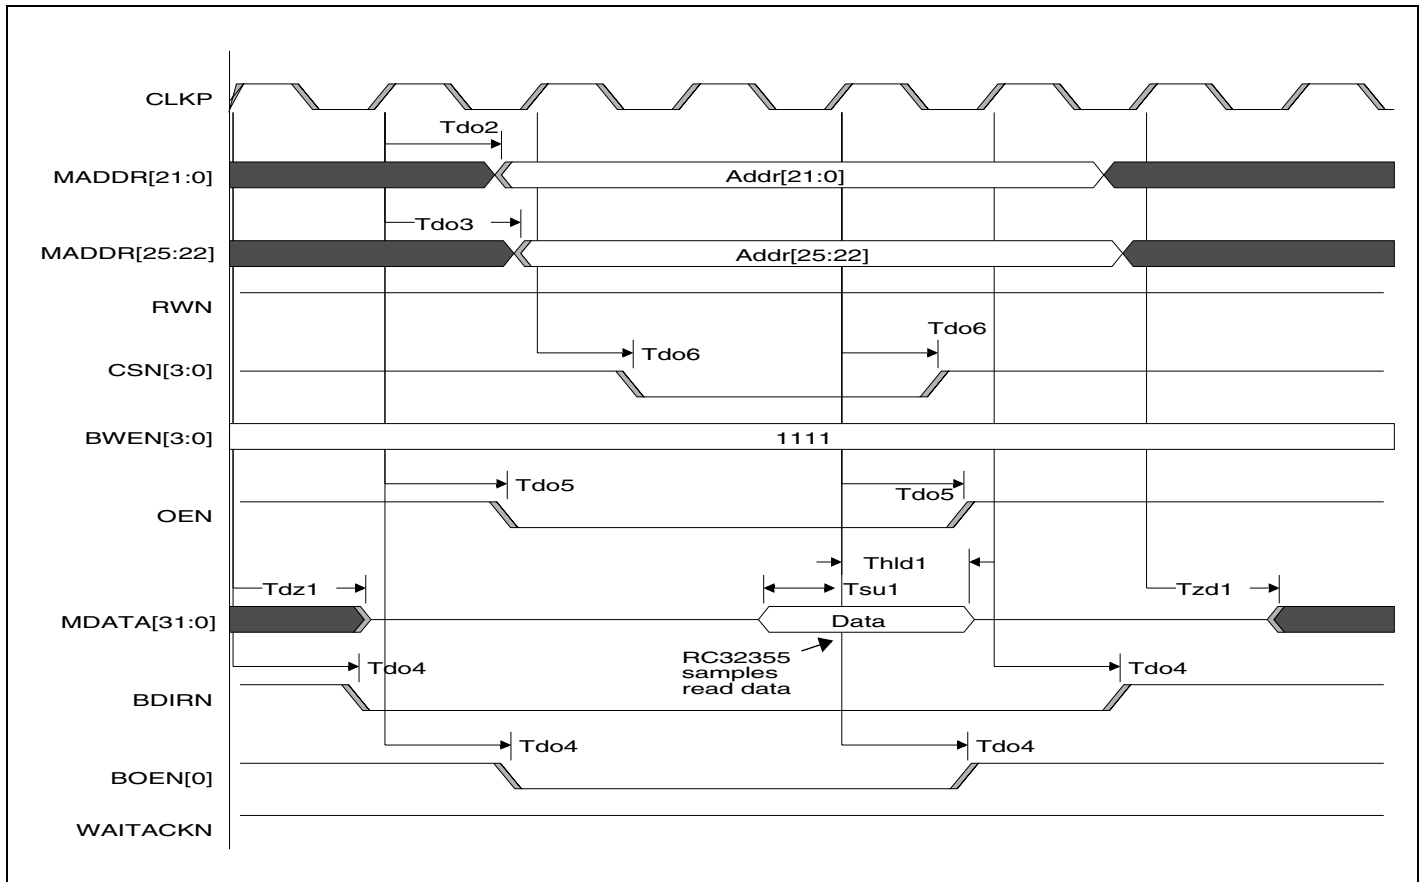 CLKP
Tdo2
MADDR[21:0]
Addr[21:0]
Tdo3
MADDR[25:22]
Addr[25:22]
RWN
Tdo6
Tdo6
CSN[3:0]
BWEN[3:0]
1111
Tdo5
Tdo5
OEN
Thld1
Tdz1
Tsu1
Tzd1
MDATA[31:0]
Data
RC32355
samples
read data
Tdo4
Tdo4
BDIRN
Tdo4
Tdo4
BOEN[0]
WAITACKN